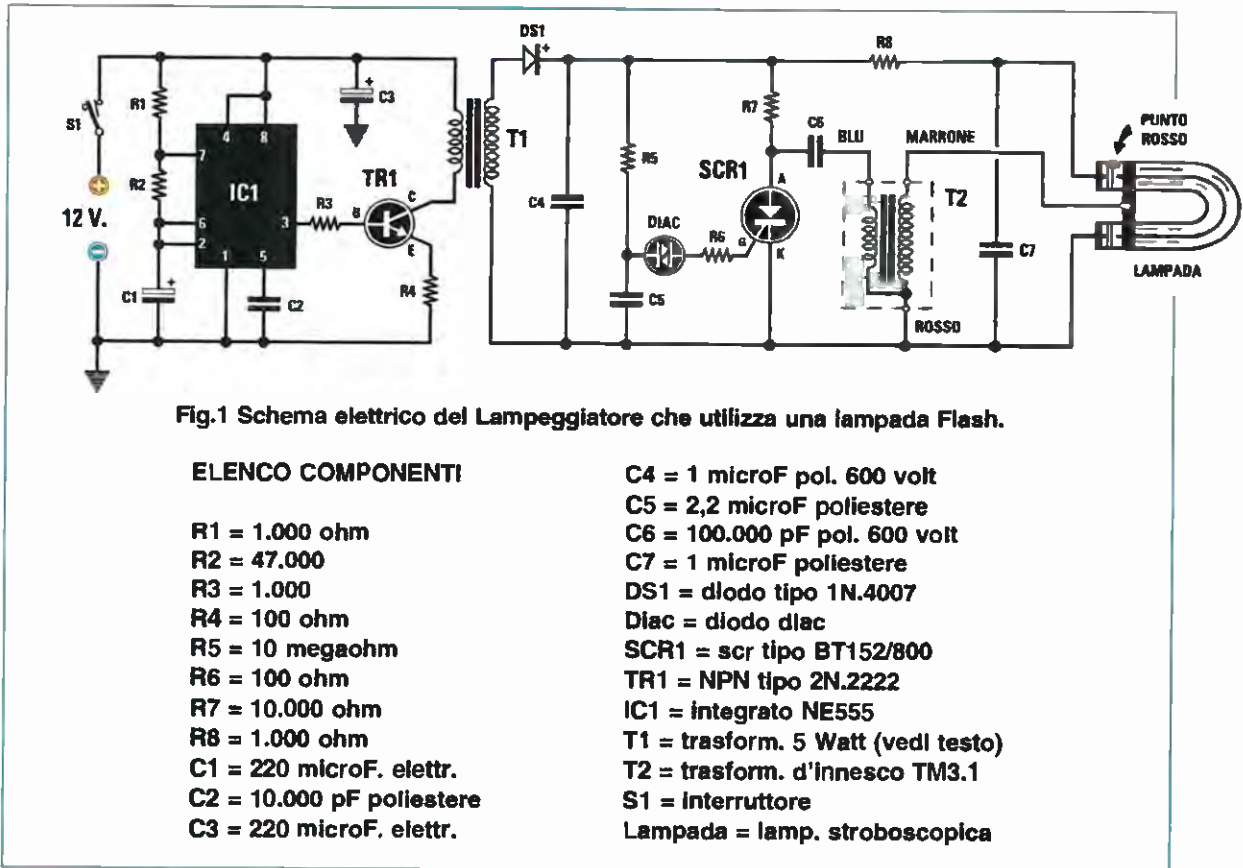 DS1
+
R8
R1
C3
+
S1
4
8
7
R2
T1
R7
C6
BLU
MARRONE
PUNTO
ROSSO
R5
SCR1
A
T2
IC1
TR1
C
12 V.
6
2
3
R3
B
E
C4
DIAC
R6
G
K
C7
LAMPADA
1
5
C1
+
C2
R4
C5
ROSSO
Fig.1 Schema elettrico del Lampeggiatore che utilizza una lampada Flash.
ELENCO COMPONENTI
R1 = 1.000 ohm
R2 = 47.000
R3 = 1.000
R4 = 100 ohm
R5 = 10 megaohm
R6 = 100 ohm
R7 = 10.000 ohm
R8 = 1.000 ohm
C1 = 220 microF. elettr.
C2 = 10.000 pF poliestere
C3 = 220 microF. elettr.
C4 = 1 microF pol. 600 volt
C5 = 2,2 microF poliestere
C6 = 100.000 pF pol. 600 volt
C7 = 1 microF poliestere
DS1 = diodo tipo 1N.4007
Diac = diodo diac
SCR1 = scr tipo BT152/800
TR1 = NPN tipo 2N.2222
IC1 = integrato NE555
T1 = trasform. 5 Watt (vedi testo)
T2 = trasform. d'innesco TM3.1
S1 = interruttore
Lampada = lamp. stroboscopica